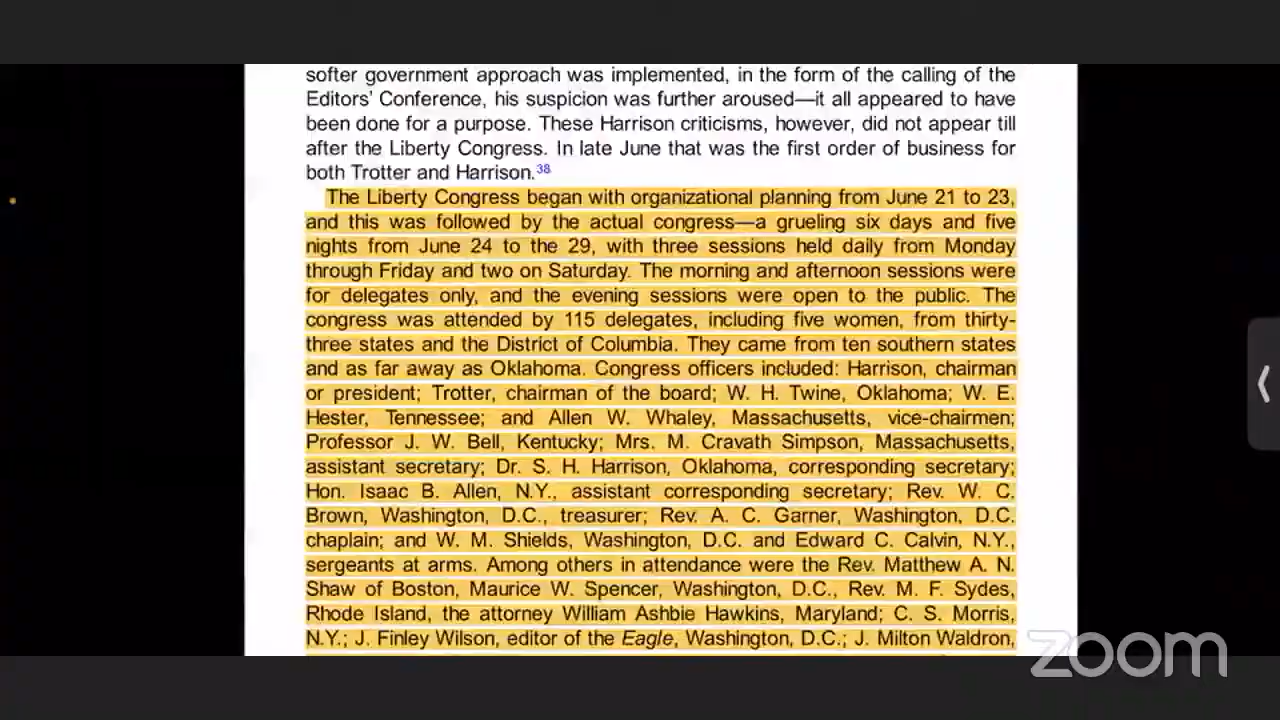 softer government approach was implemented, in the form of the calling of the
Editors' Conference, his suspicion was further aroused—it all appeared to have
been done for a purpose. These Harrison criticisms, however, did not appear till
after the Liberty Congress. In late June that was the first order of business for
both Trotter and Harrison.38
The Liberty Congress began with organizational planning from June 21 to 23,
and this was followed by the actual congress—a grueling six days and five
nights from June 24 to the 29, with three sessions held daily from Monday
through Friday and two on Saturday. The morning and afternoon sessions were
for delegates only, and the evening sessions were open to the public. The
congress was attended by 115 delegates, including five women, from thirty-
three states and the District of Columbia. They came from ten southern states
and as far away as Oklahoma. Congress officers included: Harrison, chairman
or president; Trotter, chairman of the board; W. H. Twine, Oklahoma; W. E.
Hester, Tennessee; and Allen W. Whaley, Massachusetts, vice-chairmen;
Professor J. W. Bell, Kentucky; Mrs. M. Cravath Simpson, Massachusetts,
assistant secretary; Dr. S. H. Harrison, Oklahoma, corresponding secretary;
Hon. Isaac B. Allen, N.Y., assistant corresponding secretary; Rev. W. C.
Brown, Washington, D.C., treasurer; Rev. A. C. Garner, Washington, D.C.
chaplain; and W. M. Shields, Washington, D.C. and Edward C. Calvin, N.Y.,
sergeants at arms. Among others in attendance were the Rev. Matthew A. N.
Shaw of Boston, Maurice W. Spencer, Washington, D.C., Rev. M. F. Sydes,
Rhode Island, the attorney William Ashbie Hawkins, Maryland; C. S. Morris,
N.Y.; J. Finley Wilson, editor of the Eagle, Washington, D.C.; J. Milton Waldron,
zoom